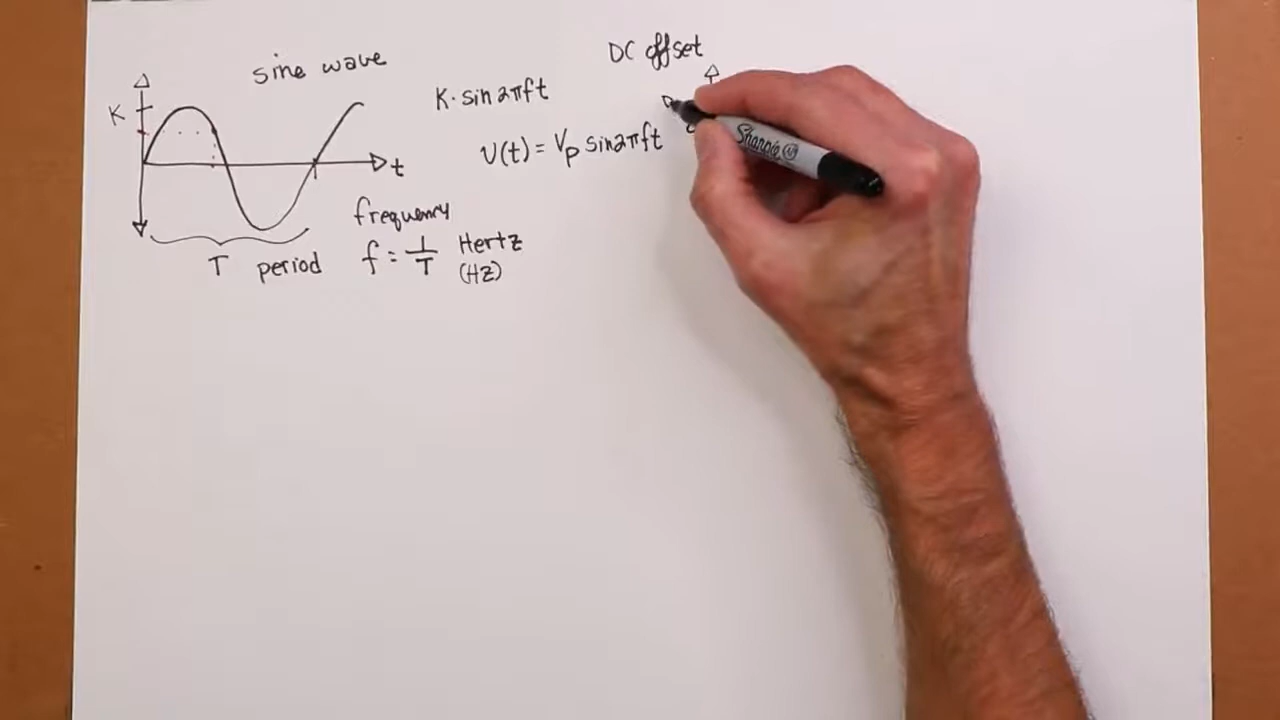 sine wave
K
t
T period
K·sin2πft
υ(t) = Vp sin2πft
frequency
f = 1/T Hertz
(HZ)
DC offset
Sharpie